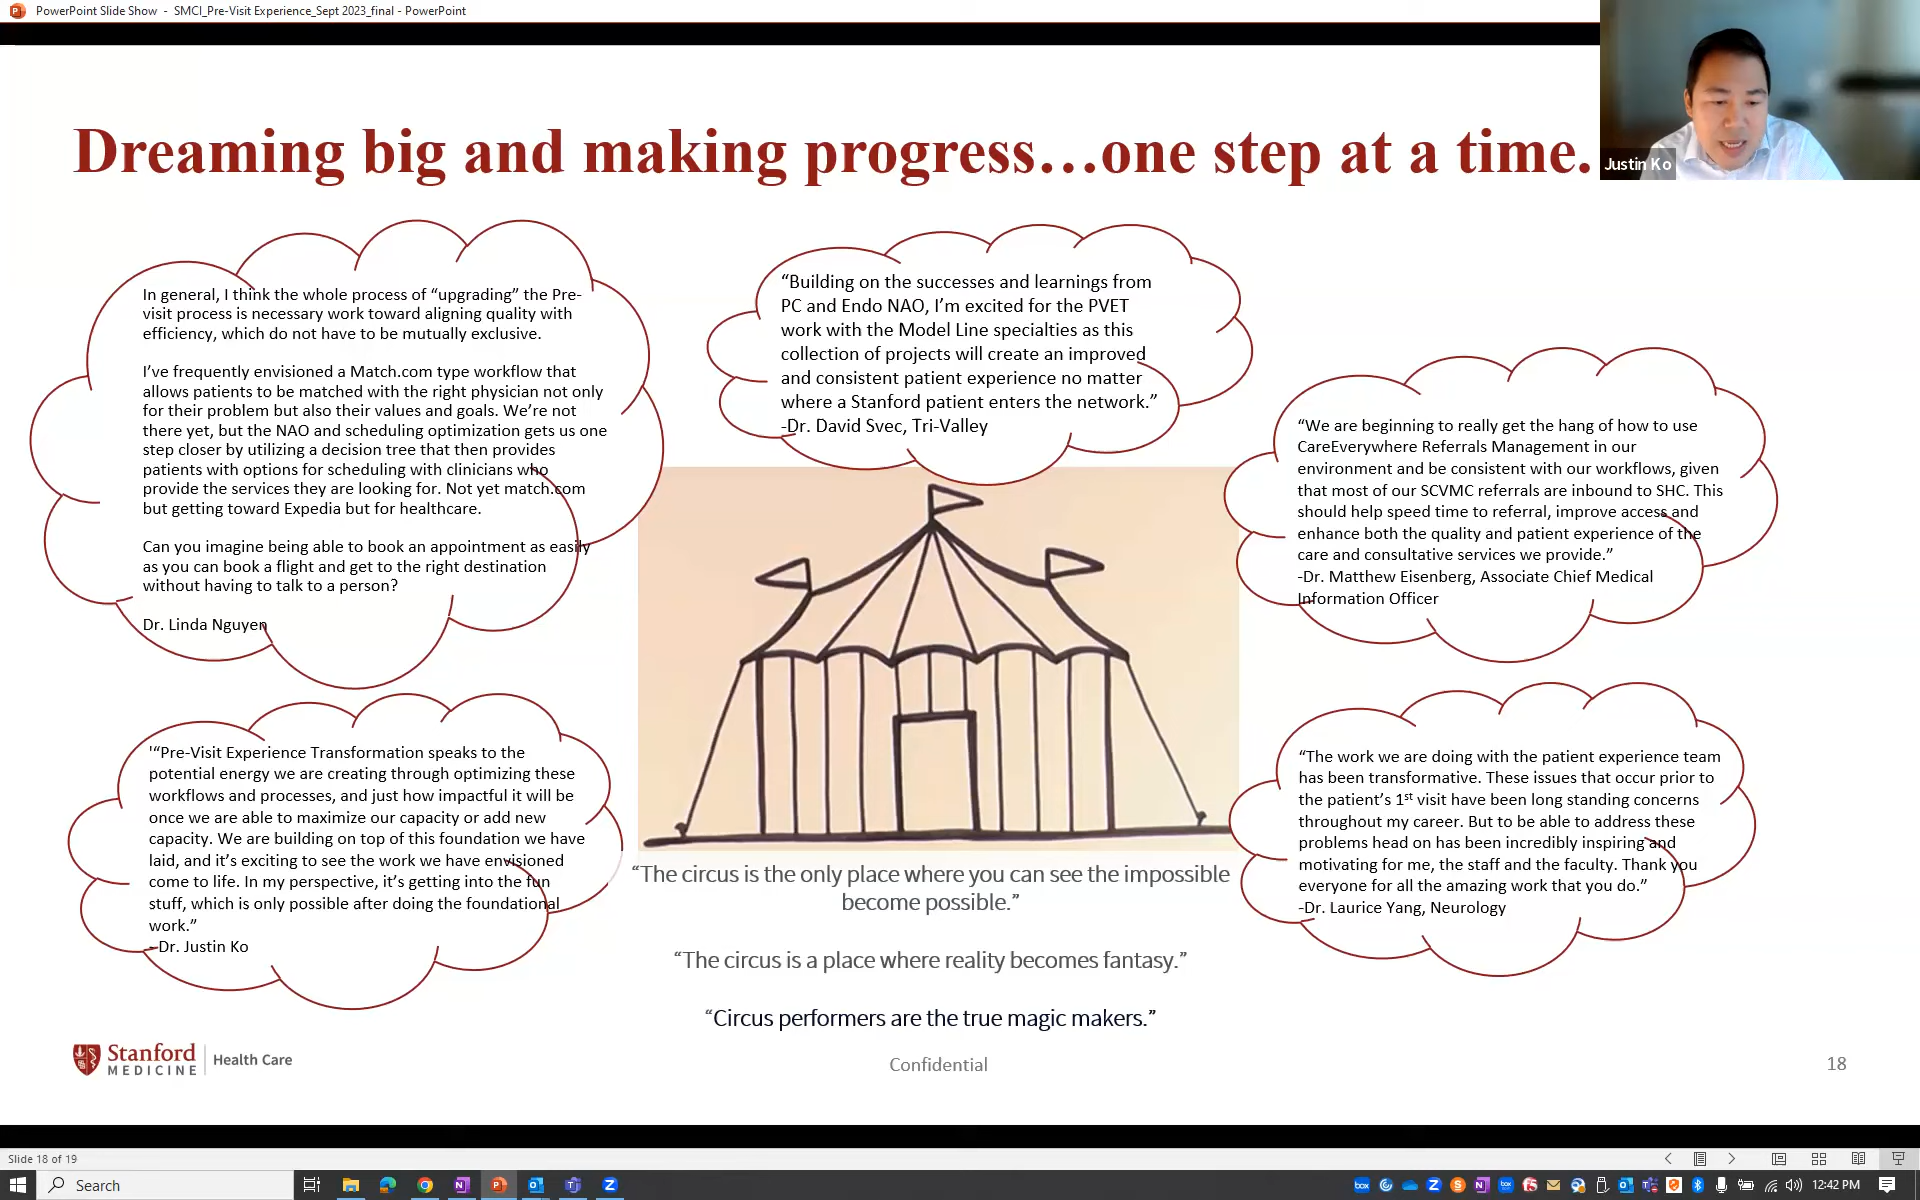 PowerPoint Slide Show - SMCI_Pre-Visit Experience_Sept 2023_final - PowerPoint
Justin Ko
Dreaming big and making progress…one step at a time.
In general, I think the whole process of “upgrading” the Pre-
visit process is necessary work toward aligning quality with
efficiency, which do not have to be mutually exclusive.
I’ve frequently envisioned a Match.com type workflow that
allows patients to be matched with the right physician not only
for their problem but also their values and goals. We’re not
there yet, but the NAO and scheduling optimization gets us one
step closer by utilizing a decision tree that then provides
patients with options for scheduling with clinicians who
provide the services they are looking for. Not yet match.com
but getting toward Expedia but for healthcare.
Can you imagine being able to book an appointment as easily
as you can book a flight and get to the right destination
without having to talk to a person?
Dr. Linda Nguyen
“Building on the successes and learnings from
PC and Endo NAO, I’m excited for the PVET
work with the Model Line specialties as this
collection of projects will create an improved
and consistent patient experience no matter
where a Stanford patient enters the network.”
-Dr. David Svec, Tri-Valley
“We are beginning to really get the hang of how to use
CareEverywhere Referrals Management in our
environment and be consistent with our workflows, given
that most of our SCVMC referrals are inbound to SHC. This
should help speed time to referral, improve access and
enhance both the quality and patient experience of the
care and consultative services we provide.”
-Dr. Matthew Eisenberg, Associate Chief Medical
Information Officer
'“Pre-Visit Experience Transformation speaks to the
potential energy we are creating through optimizing these
workflows and processes, and just how impactful it will be
once we are able to maximize our capacity or add new
capacity. We are building on top of this foundation we have
laid, and it’s exciting to see the work we have envisioned
come to life. In my perspective, it’s getting into the fun
stuff, which is only possible after doing the foundational
work.”
-Dr. Justin Ko
“The work we are doing with the patient experience team
has been transformative. These issues that occur prior to
the patient’s 1st visit have been long standing concerns
throughout my career. But to be able to address these
problems head on has been incredibly inspiring and
motivating for me, the staff and the faculty. Thank you
everyone for all the amazing work that you do.”
-Dr. Laurice Yang, Neurology
“The circus is the only place where you can see the impossible
become possible.”
“The circus is a place where reality becomes fantasy.”
“Circus performers are the true magic makers.”
Stanford
MEDICINE
Health Care
Confidential
18
Slide 18 of 19
Search
12:42 PM